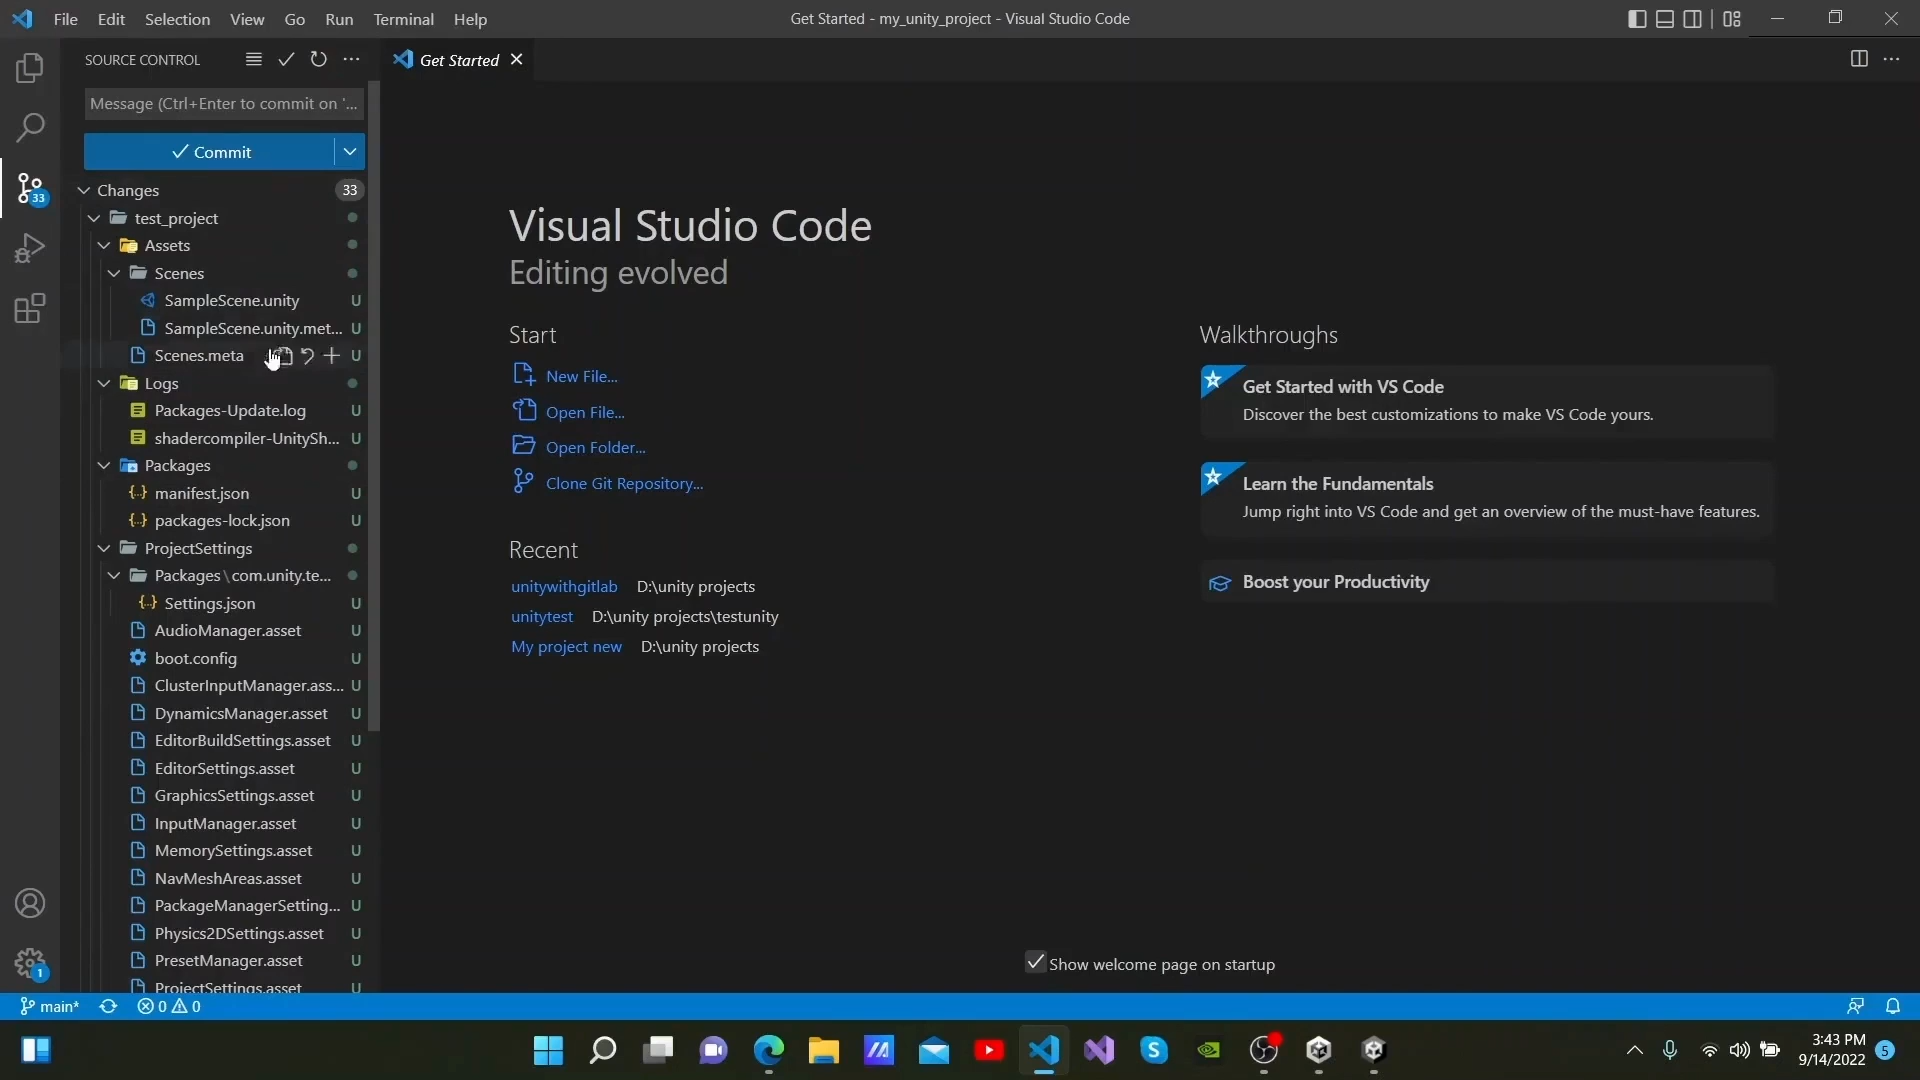 File Edit Selection View Go Run Terminal Help
Get Started - my_unity_project - Visual Studio Code
SOURCE CONTROL
Get Started
Message (Ctrl+Enter to commit on '...
Commit
Changes 33
33
test_project
Assets
Scenes
SampleScene.unity U
SampleScene.unity.met... U
Scenes.meta U
Logs
Packages-Update.log U
shadercompiler-UnitySh... U
Packages
manifest.json U
packages-lock.json U
ProjectSettings
Packages\com.unity.te...
Settings.json U
AudioManager.asset U
boot.config U
ClusterInputManager.ass... U
DynamicsManager.asset U
EditorBuildSettings.asset U
EditorSettings.asset U
GraphicsSettings.asset U
InputManager.asset U
MemorySettings.asset U
NavMeshAreas.asset U
PackageManagerSetting... U
Physics2DSettings.asset U
PresetManager.asset U
ProjectSettings.asset U
1
Visual Studio Code
Editing evolved
Start
New File...
Open File...
Open Folder...
Clone Git Repository...
Recent
unitywithgitlab D:\unity projects
unitytest D:\unity projects\testunity
My project new D:\unity projects
Walkthroughs
Get Started with VS Code
Discover the best customizations to make VS Code yours.
Learn the Fundamentals
Jump right into VS Code and get an overview of the must-have features.
Boost your Productivity
Show welcome page on startup
main* 0 0
3:43 PM
9/14/2022
5